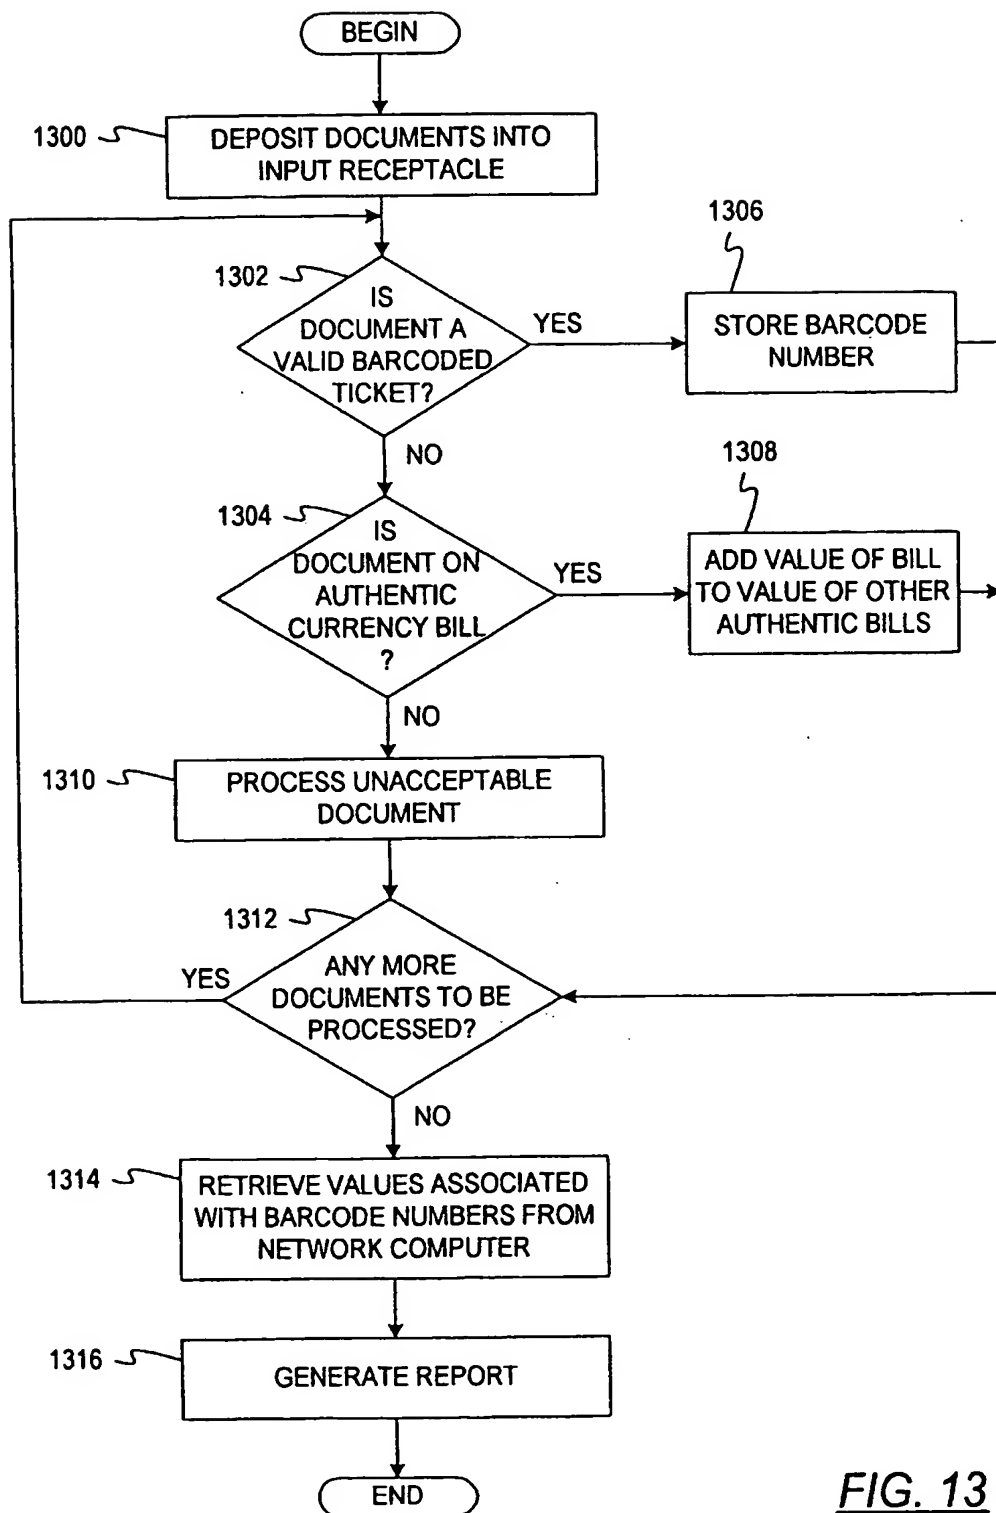 BEGIN
1300
DEPOSIT DOCUMENTS INTO
INPUT RECEPTACLE
1302
IS
DOCUMENT A
VALID BARCODED
TICKET?
YES
1306
STORE BARCODE
NUMBER
NO
1304
IS
DOCUMENT ON
AUTHENTIC
CURRENCY BILL
?
YES
1308
ADD VALUE OF BILL
TO VALUE OF OTHER
AUTHENTIC BILLS
NO
1310
PROCESS UNACCEPTABLE
DOCUMENT
1312
YES
ANY MORE
DOCUMENTS TO BE
PROCESSED?
NO
1314
RETRIEVE VALUES ASSOCIATED
WITH BARCODE NUMBERS FROM
NETWORK COMPUTER
1316
GENERATE REPORT
END
FIG. 13